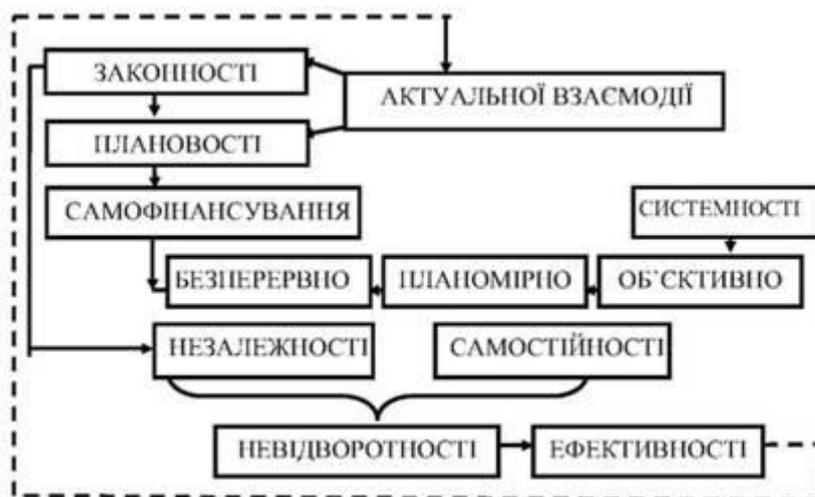 ЗАКОННОСТІ
АКТУАЛЬНОЇ ВЗАЄМОДІЇ
ПЛАНОВОСТІ
САМОФІНАНСУВАННЯ
СИСТЕМНОСТІ
БЕЗПЕРЕРВНО
ПЛАНОМІРНО
ОБ`ЄКТИВНО
НЕЗАЛЕЖНОСТІ
САМОСТІЙНОСТІ
НЕВІДВОРОТНОСТІ
ЕФЕКТИВНОСТІ